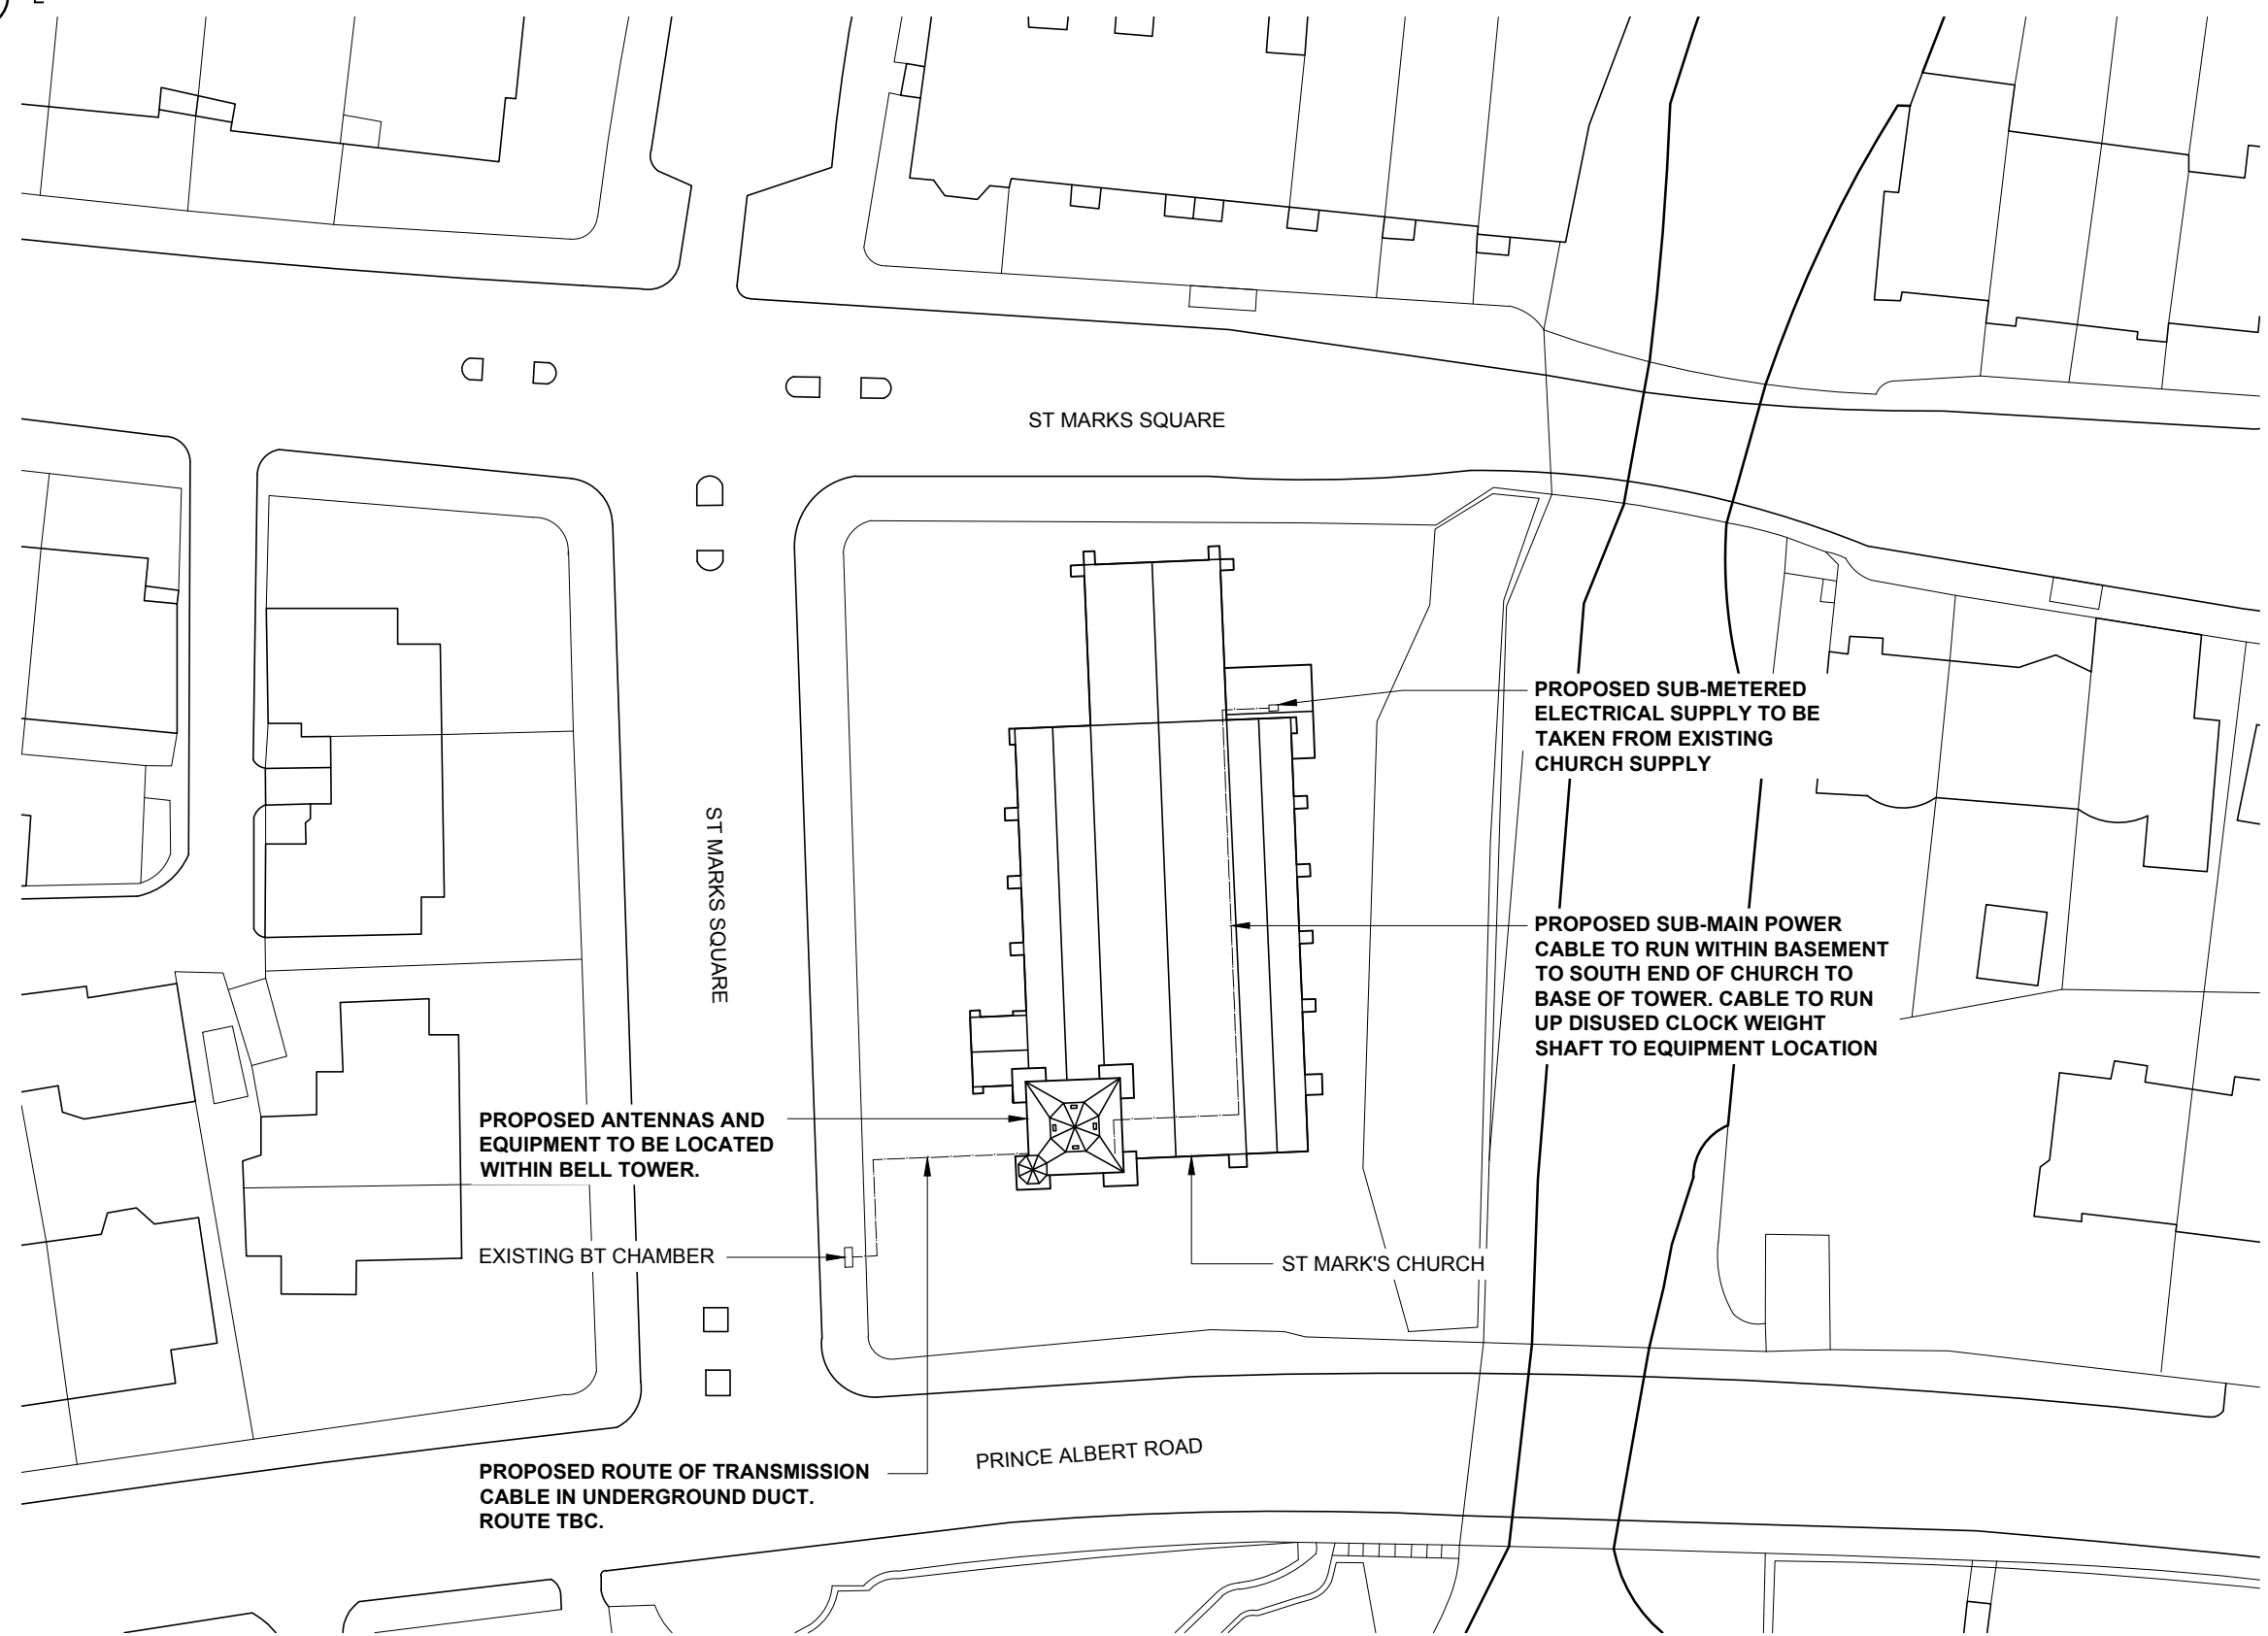 ST MARKS SQUARE
PROPOSED SUB-METERED
ELECTRICAL SUPPLY TO BE
TAKEN FROM EXISTING
CHURCH SUPPLY
ST MARKS SQUARE
PROPOSED SUB-MAIN POWER
CABLE TO RUN WITHIN BASEMENT
TO SOUTH END OF CHURCH TO
BASE OF TOWER. CABLE TO RUN
UP DISUSED CLOCK WEIGHT
SHAFT TO EQUIPMENT LOCATION
PROPOSED ANTENNAS AND
EQUIPMENT TO BE LOCATED
WITHIN BELL TOWER.
EXISTING BT CHAMBER
ST MARK'S CHURCH
PRINCE ALBERT ROAD
PROPOSED ROUTE OF TRANSMISSION
CABLE IN UNDERGROUND DUCT.
ROUTE TBC.